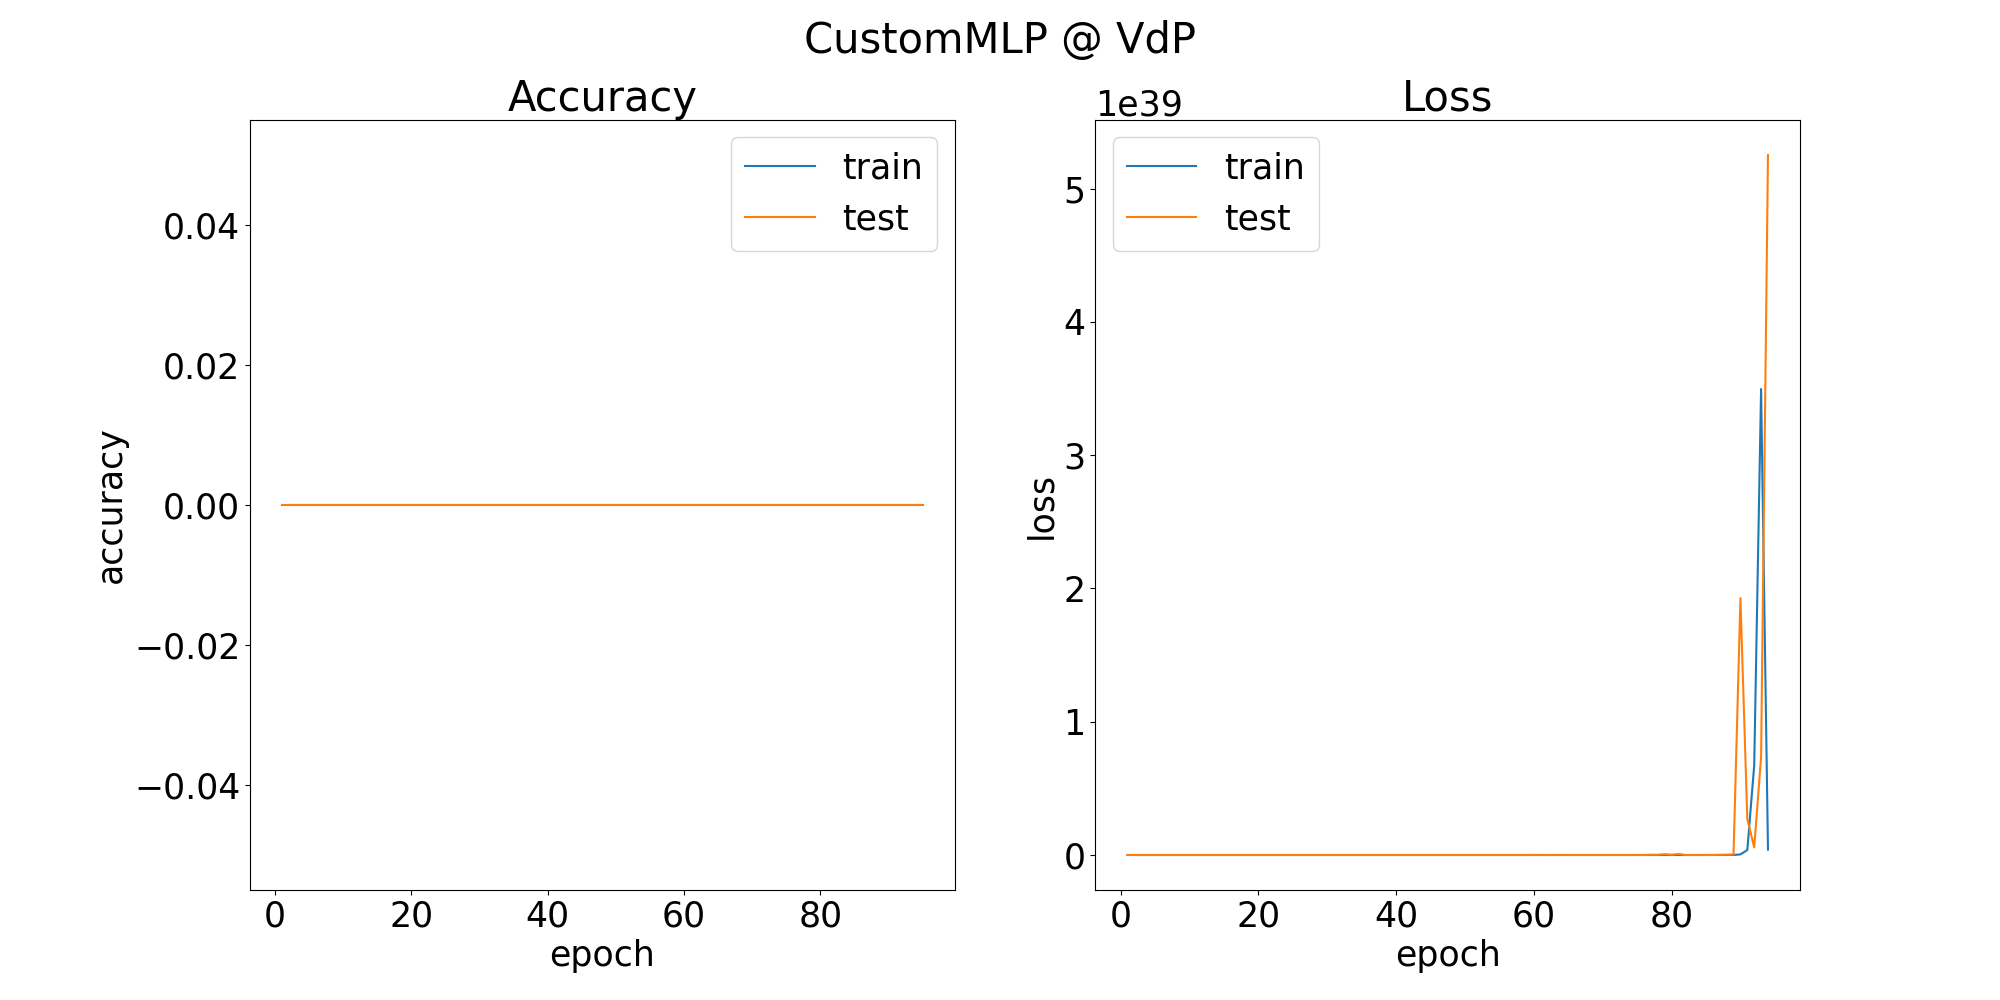 CustomMLP @ VdP
Accuracy
train
test
0.04
0.02
0.00
−0.02
−0.04
accuracy
0 20 40 60 80
epoch
Loss
1e39
train
test
5
4
3
2
1
0
loss
0 20 40 60 80
epoch